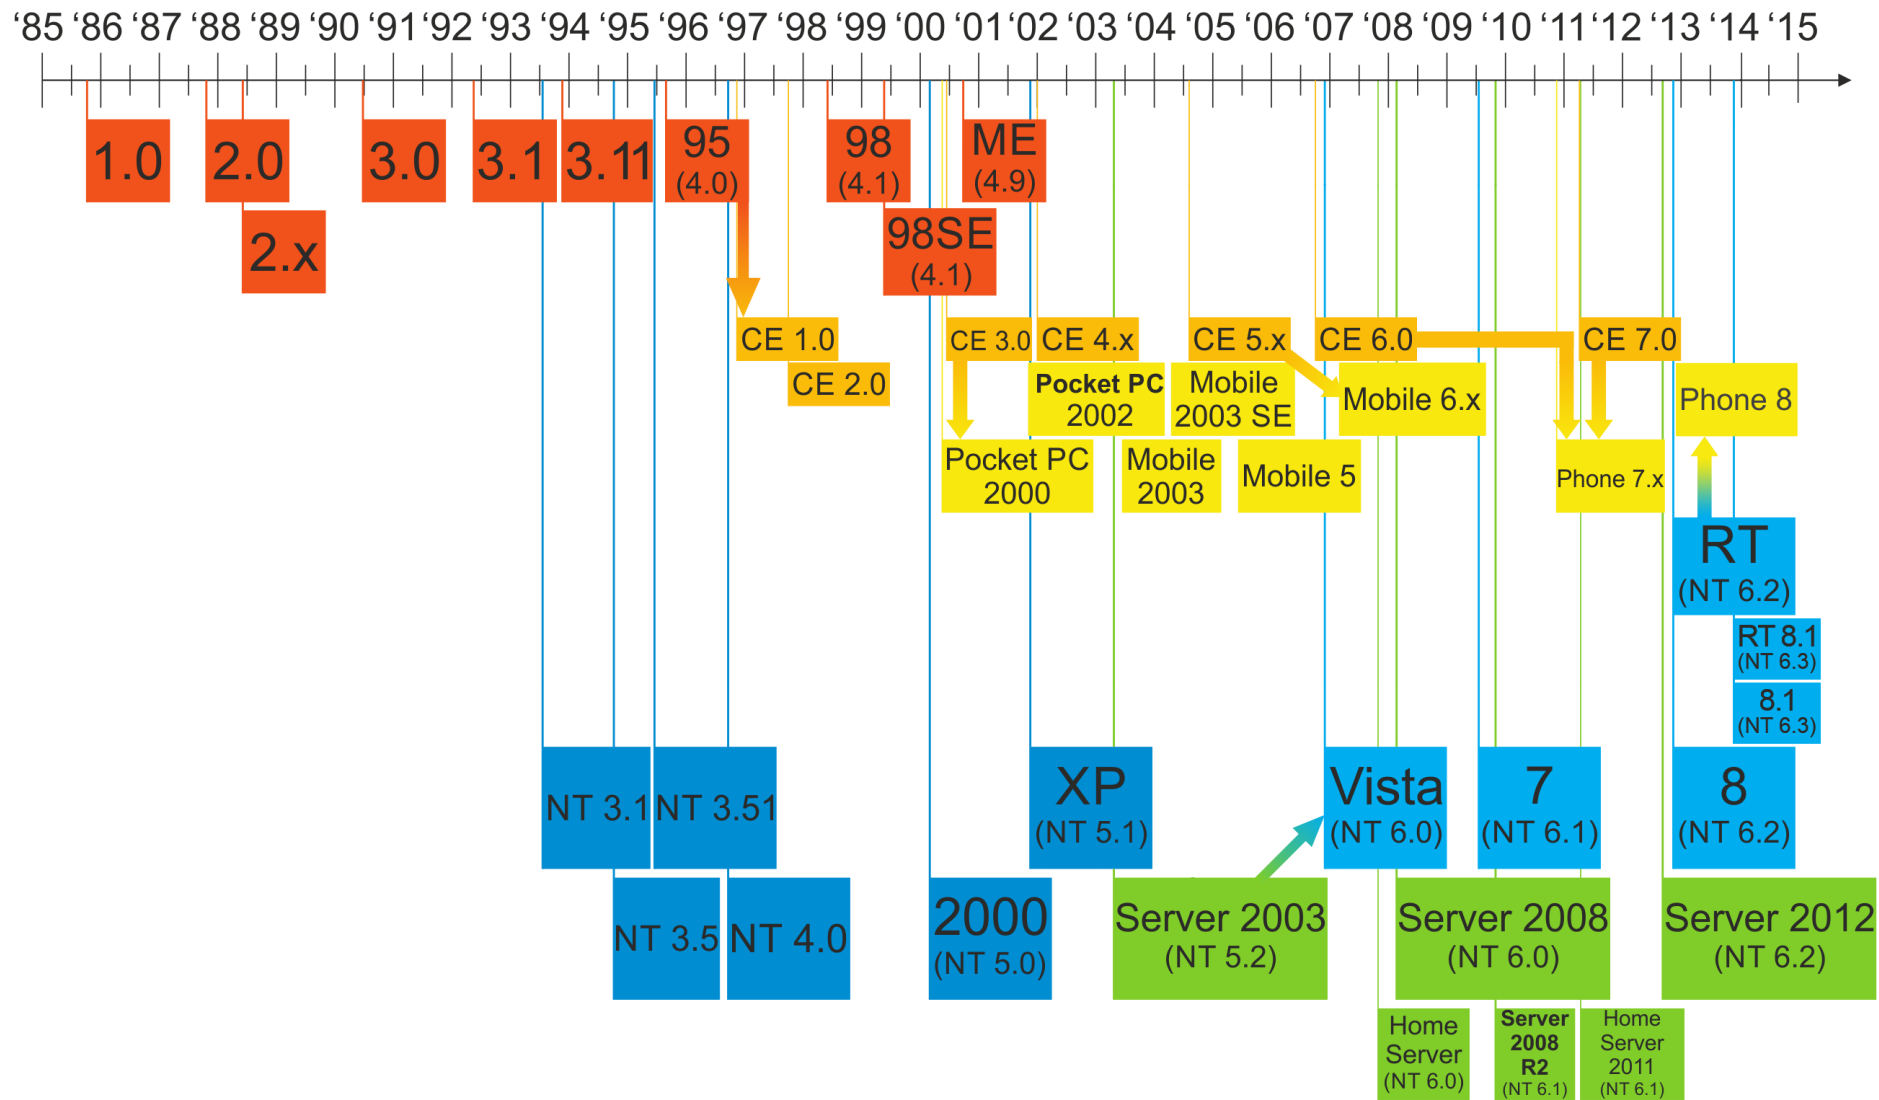 ‘85 ‘86 ‘87 ‘88 ‘89 ‘90 ‘91 ‘92 ‘93 ‘94 ‘95 ‘96 ‘97 ‘98 ‘99 ‘00 ‘01 ‘02 ‘03 ‘04 ‘05 ‘06 ‘07 ‘08 ‘09 ‘10 ‘11 ‘12 ‘13 ‘14 ‘15
1.0
2.0
2.x
3.0
3.1
3.11
95
(4.0)
98
(4.1)
98SE
(4.1)
ME
(4.9)
CE 1.0
CE 2.0
CE 3.0
CE 4.x
CE 5.x
CE 6.0
CE 7.0
Pocket PC
2002
Mobile
2003 SE
Mobile 6.x
Phone 8
Pocket PC
2000
Mobile
2003
Mobile 5
Phone 7.x
RT
(NT 6.2)
RT 8.1
(NT 6.3)
8.1
(NT 6.3)
NT 3.1
NT 3.51
XP
(NT 5.1)
Vista
(NT 6.0)
7
(NT 6.1)
8
(NT 6.2)
NT 3.5
NT 4.0
2000
(NT 5.0)
Server 2003
(NT 5.2)
Server 2008
(NT 6.0)
Server 2012
(NT 6.2)
Home
Server
(NT 6.0)
Server
2008
R2
(NT 6.1)
Home
Server
2011
(NT 6.1)